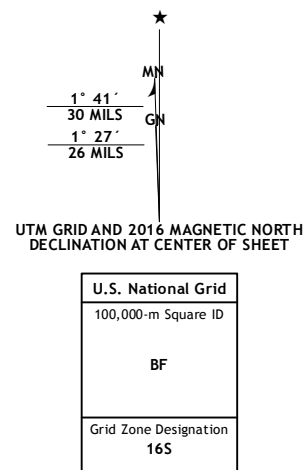 ★
MN
1° 41´
30 MILS
GN
1° 27´
26 MILS
UTM GRID AND 2016 MAGNETIC NORTH
DECLINATION AT CENTER OF SHEET
U.S. National Grid
100,000-m Square ID
BF
Grid Zone Designation
16S